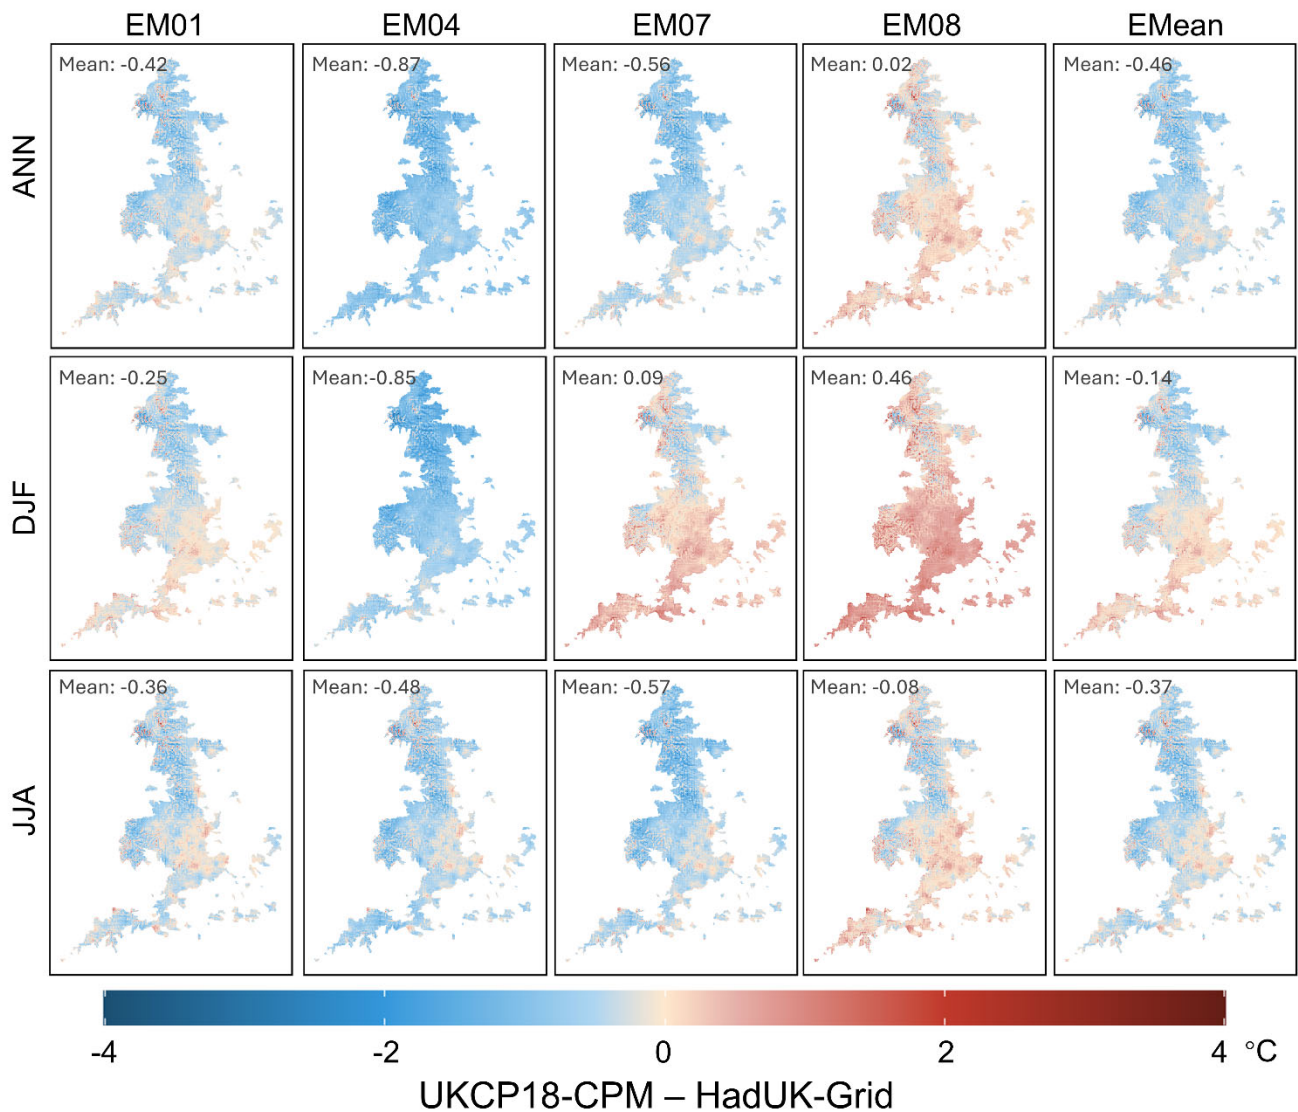 EM01 EM04 EM07 EM08 EMean
ANN
Mean: -0.42 Mean: -0.87 Mean: -0.56 Mean: 0.02 Mean: -0.46
DJF
Mean: -0.25 Mean:-0.85 Mean: 0.09 Mean: 0.46 Mean: -0.14
JJA
Mean: -0.36 Mean: -0.48 Mean: -0.57 Mean: -0.08 Mean: -0.37
-4 -2 0 2 4 °C
UKCP18-CPM – HadUK-Grid